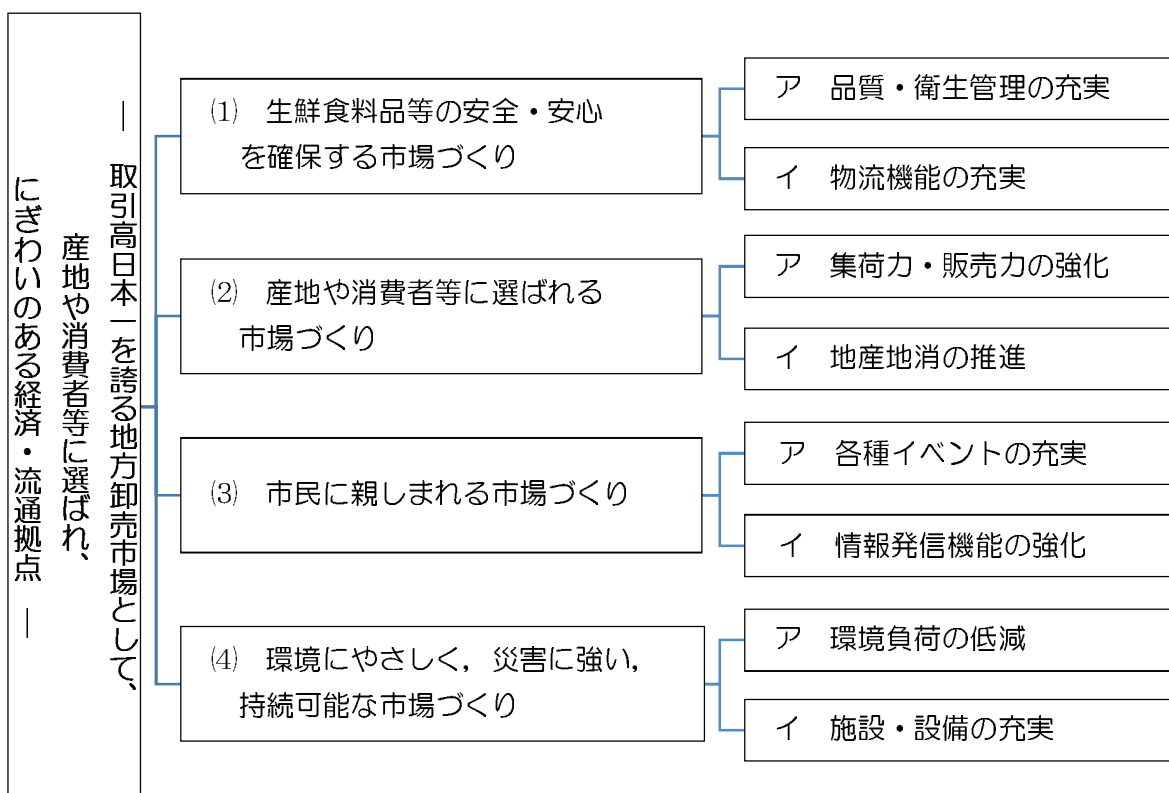 ― 取引高日本一を誇る地方卸売市場として、
産地や消費者等に選ばれ、
にぎわいのある経済・流通拠点 ―
⑴　生鮮食料品等の安全・安心
を確保する市場づくり
ア　品質・衛生管理の充実
イ　物流機能の充実
⑵　産地や消費者等に選ばれる
市場づくり
ア　集荷力・販売力の強化
イ　地産地消の推進
⑶　市民に親しまれる市場づくり
ア　各種イベントの充実
イ　情報発信機能の強化
⑷　環境にやさしく，災害に強い，
持続可能な市場づくり
ア　環境負荷の低減
イ　施設・設備の充実